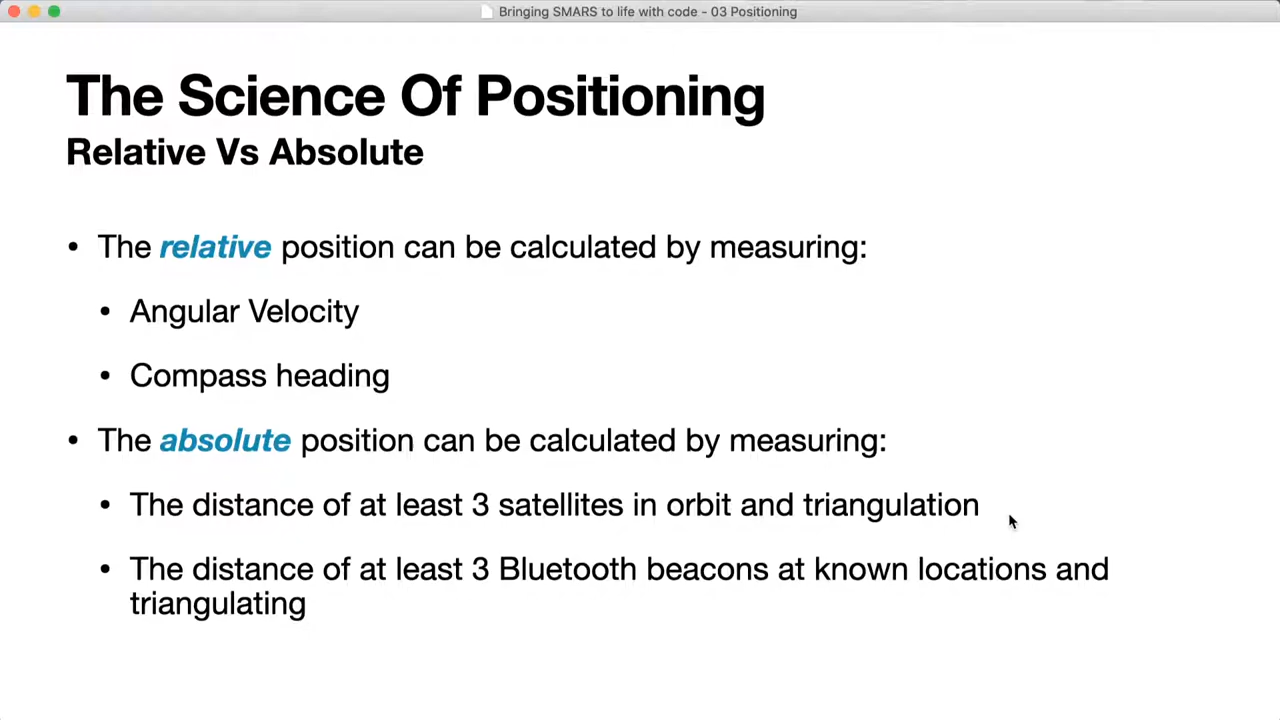 Bringing SMARS to life with code - 03 Positioning
The Science Of Positioning
Relative Vs Absolute
• The relative position can be calculated by measuring:
• Angular Velocity
• Compass heading
• The absolute position can be calculated by measuring:
• The distance of at least 3 satellites in orbit and triangulation
• The distance of at least 3 Bluetooth beacons at known locations and
triangulating